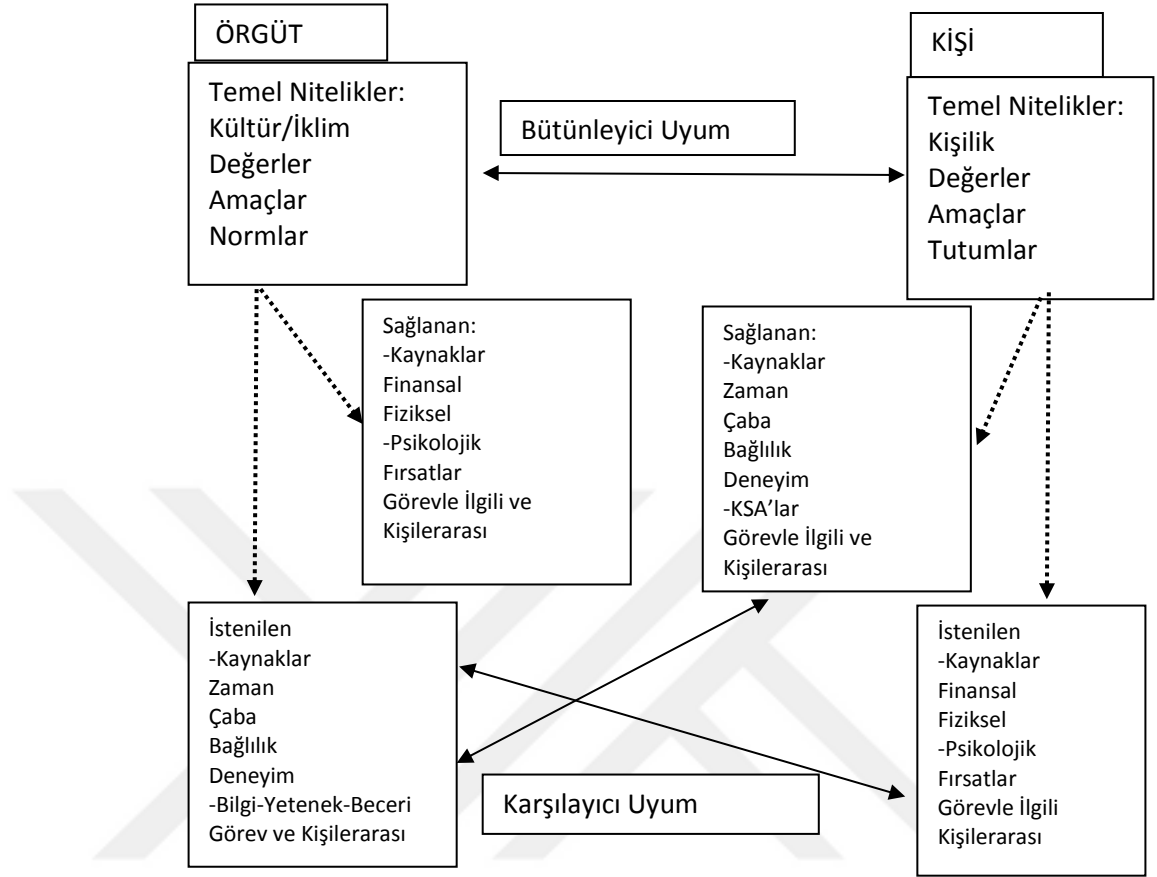 ÖRGÜT
Temel Nitelikler:
Kültür/İklim
Değerler
Amaçlar
Normlar
Bütünleyici Uyum
KİŞİ
Temel Nitelikler:
Kişilik
Değerler
Amaçlar
Tutumlar
Sağlanan:
-Kaynaklar
Finansal
Fiziksel
-Psikolojik
Fırsatlar
Görevle İlgili ve
Kişilerarası
Sağlanan:
-Kaynaklar
Zaman
Çaba
Bağlılık
Deneyim
-KSA’lar
Görevle İlgili ve
Kişilerarası
İstenilen
-Kaynaklar
Zaman
Çaba
Bağlılık
Deneyim
-Bilgi-Yetenek-Beceri
Görev ve Kişilerarası
Karşılayıcı Uyum
İstenilen
-Kaynaklar
Finansal
Fiziksel
-Psikolojik
Fırsatlar
Görevle İlgili
Kişilerarası